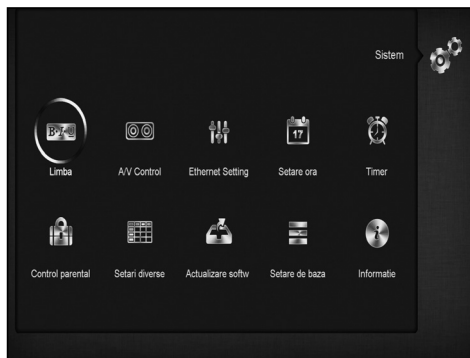 Sistem
B·I·U
Limba
A/V Control
Ethernet Setting
17
Setare ora
Timer
Control parental
Setari diverse
Actualizare softw
Setare de baza
Informatie